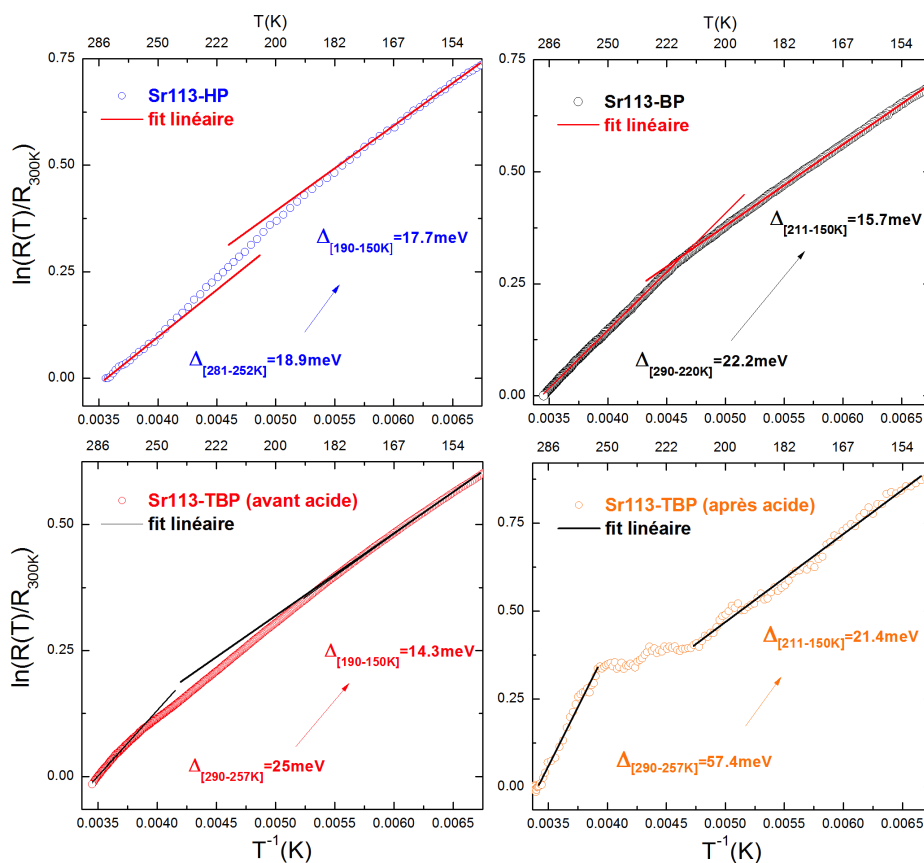 T(K)
286 250 222 200 182 167 154
0.75
Sr113-HP
fit linéaire
0.50
ln(R(T)/R300K)
Δ[190-150K]=17.7meV
0.25
Δ[281-252K]=18.9meV
0.00
0.0035 0.0040 0.0045 0.0050 0.0055 0.0060 0.0065
T(K)
286 250 222 200 182 167 154
0.75
Sr113-BP
fit linéaire
0.50
Δ[211-150K]=15.7meV
0.25
Δ[290-220K]=22.2meV
0.00
0.0035 0.0040 0.0045 0.0050 0.0055 0.0060 0.0065
286 250 222 200 182 167 154
Sr113-TBP (avant acide)
0.50
fit linéaire
ln(R(T)/R300K)
0.25
Δ[190-150K]=14.3meV
Δ[290-257K]=25meV
0.00
0.0035 0.0040 0.0045 0.0050 0.0055 0.0060 0.0065
T-1(K)
286 250 222 200 182 167 154
Sr113-TBP (après acide)
0.75
fit linéaire
0.50
Δ[211-150K]=21.4meV
0.25
Δ[290-257K]=57.4meV
0.00
0.0035 0.0040 0.0045 0.0050 0.0055 0.0060 0.0065
T-1(K)